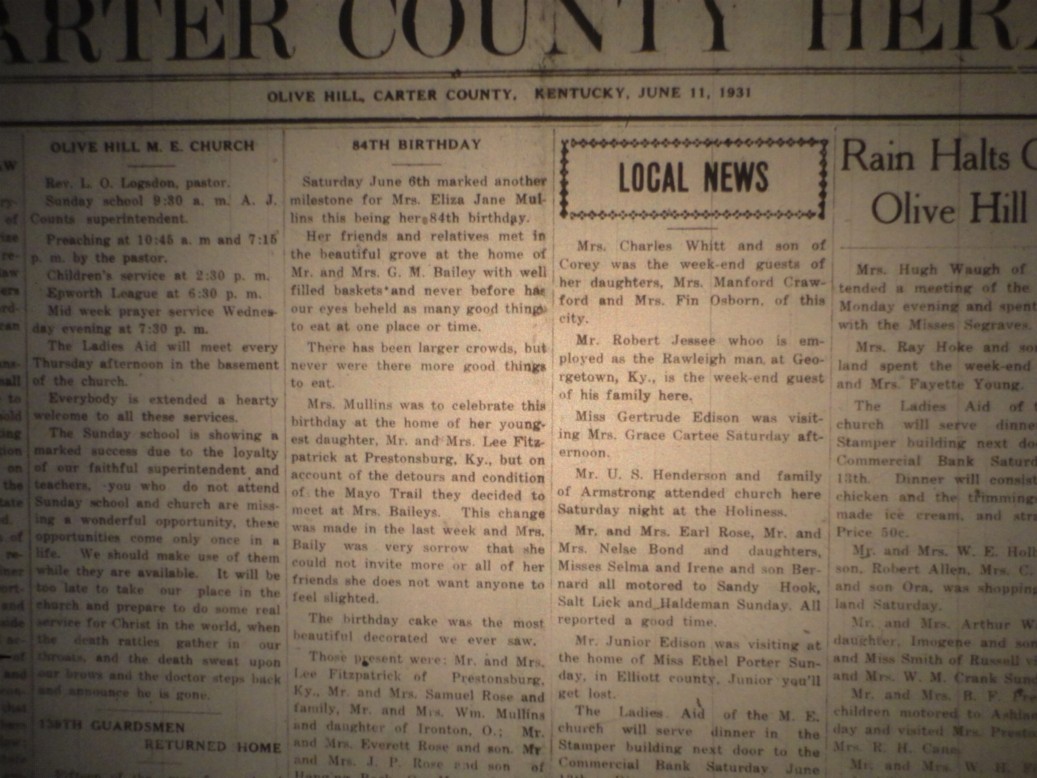 ARTER COUNTY HER
OLIVE HILL, CARTER COUNTY, KENTUCKY, JUNE 11, 1931
OLIVE HILL M. E. CHURCH
Rev. L. O. Logsdon, pastor.
Sunday school 9:30 a. m. A. J.
Counts superintendent.
Preaching at 10:45 a. m and 7:15
p. m. by the pastor.
Children's service at 2:30 p. m.
Epworth League at 6:30 p. m.
Mid week prayer service Wednes-
day evening at 7:30 p. m.
The Ladies Aid will meet every
Thursday afternoon in the basement
of the church.
Everybody is extended a hearty
welcome to all these services.
The Sunday school is showing a
marked success due to the loyalty
of our faithful superintendent and
teachers, you who do not attend
Sunday school and church are miss-
ing a wonderful opportunity, these
opportunities come only once in a
life. We should make use of them
while they are available. It will be
too late to take our place in the
church and prepare to do some real
service for Christ in the world, when
the death rattles gather in our
throats, and the death sweat upon
our brows and the doctor steps back
and announce he is gone.
GUARDSMEN
RETURNED HOME
84TH BIRTHDAY
Saturday June 6th marked another
milestone for Mrs. Eliza Jane Mul-
lins this being her 84th birthday.
Her friends and relatives met in
the beautiful grove at the home of
Mr. and Mrs. G. M. Bailey with well
filled baskets and never before has
our eyes beheld as many good things
to eat at one place or time.
There has been larger crowds, but
never were there more good things
to eat.
Mrs. Mullins was to celebrate this
birthday at the home of her young-
est daughter, Mr. and Mrs. Lee Fitz-
patrick at Prestonsburg, Ky., but on
account of the detours and condition
of the Mayo Trail they decided to
meet at Mrs. Baileys. This change
was made in the last week and Mrs.
Baily was very sorrow that she
could not invite more or all of her
friends she does not want anyone to
feel slighted.
The birthday cake was the most
beautiful decorated we ever saw.
Those present were: Mr. and Mrs.
Lee Fitzpatrick of Prestonsburg,
Ky., Mr. and Mrs. Samuel Rose and
family, Mr. and Mrs. Wm. Mullins
and daughter of Ironton, O.; Mr.
and Mrs. Everett Rose and son. Mr
and Mrs. J. P. Rose and son of
LOCAL NEWS
Mrs. Charles Whitt and son of
Corey was the week-end guests of
her daughters, Mrs. Manford Craw-
ford and Mrs. Fin Osborn, of this
city.
Mr. Robert Jessee whoo is em-
ployed as the Rawleigh man, at Geo-
rgetown, Ky., is the week-end guest
of his family here.
Miss Gertrude Edison was visit-
ing Mrs. Grace Cartee Saturday aft-
ernoon.
Mr. U. S. Henderson and family
of Armstrong attended church here
Saturday night at the Holiness.
Mr. and Mrs. Earl Rose, Mr. and
Mrs. Nelse Bond and daughters,
Misses Selma and Irene and son Ber-
nard all motored to Sandy Hook,
Salt Lick and Haldeman Sunday. All
reported a good time.
Mr. Junior Edison was visiting at
the home of Miss Ethel Porter Sun-
day, in Elliott county, Junior you'll
get lost.
The Ladies Aid of the M. E.
church will serve dinner in the
Stamper building next door to the
Commercial Bank Saturday, June
Rain Halts
Olive Hill
Mrs. Hugh Waugh of
tended a meeting of the
Monday evening and spent
with the Misses Segraves.
Mrs. Ray Hoke and
land spent the week-end
and Mrs. Fayette Young.
The Ladies Aid of
church will serve
Stamper building next
Commercial Bank
13th. Dinner will consist
chicken and the trimmings
made ice cream, and
Price 50c.
Mr. and Mrs. W. E.
son, Robert Allen, Mrs. C.
and son Ora, was shopping
land Saturday.
Mr. and Mrs. Arthur W.
daughter, Imogene and
and Miss Smith of Russell
and Mrs. W. M. Crank
Mr. and Mrs. B. F.
children motored to
day and visited Mrs.
Mrs. R. H.
Mr. and Mrs. W. H.